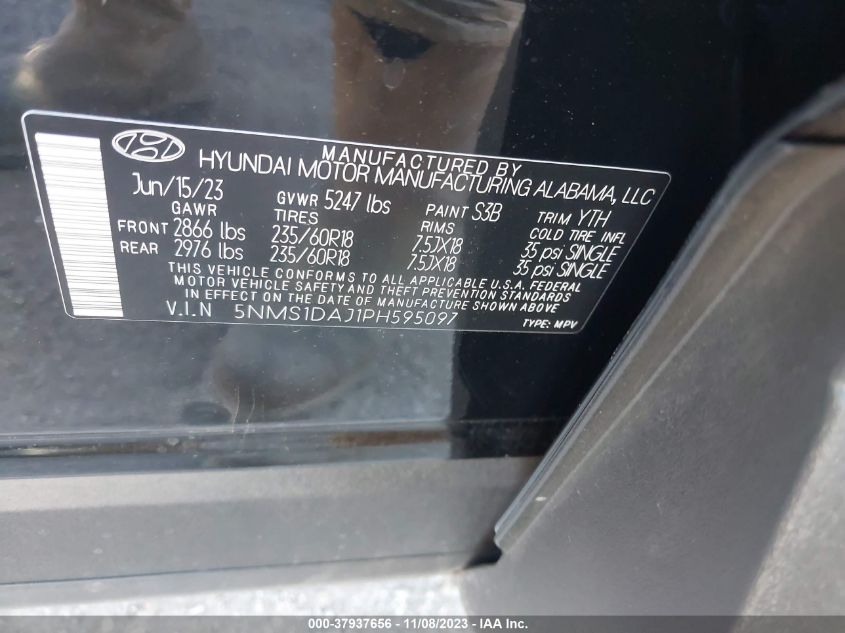 MANUFACTURED BY
HYUNDAI MOTOR MANUFACTURING ALABAMA, LLC
Jun/15/23 GVWR 5247 lbs PAINT S3B TRIM YTH
GAWR TIRES RIMS COLD TIRE INFL
FRONT 2866 lbs 235/60R18 7.5JX18 35 psi SINGLE
REAR 2976 lbs 235/60R18 7.5JX18 35 psi SINGLE
THIS VEHICLE CONFORMS TO ALL APPLICABLE U.S.A. FEDERAL
MOTOR VEHICLE SAFETY AND THEFT PREVENTION STANDARDS
IN EFFECT ON THE DATE OF MANUFACTURE SHOWN ABOVE
V.I.N 5NMS1DAJ1PH595097 TYPE: MPV
000-37937656 - 11/08/2023 - IAA Inc.